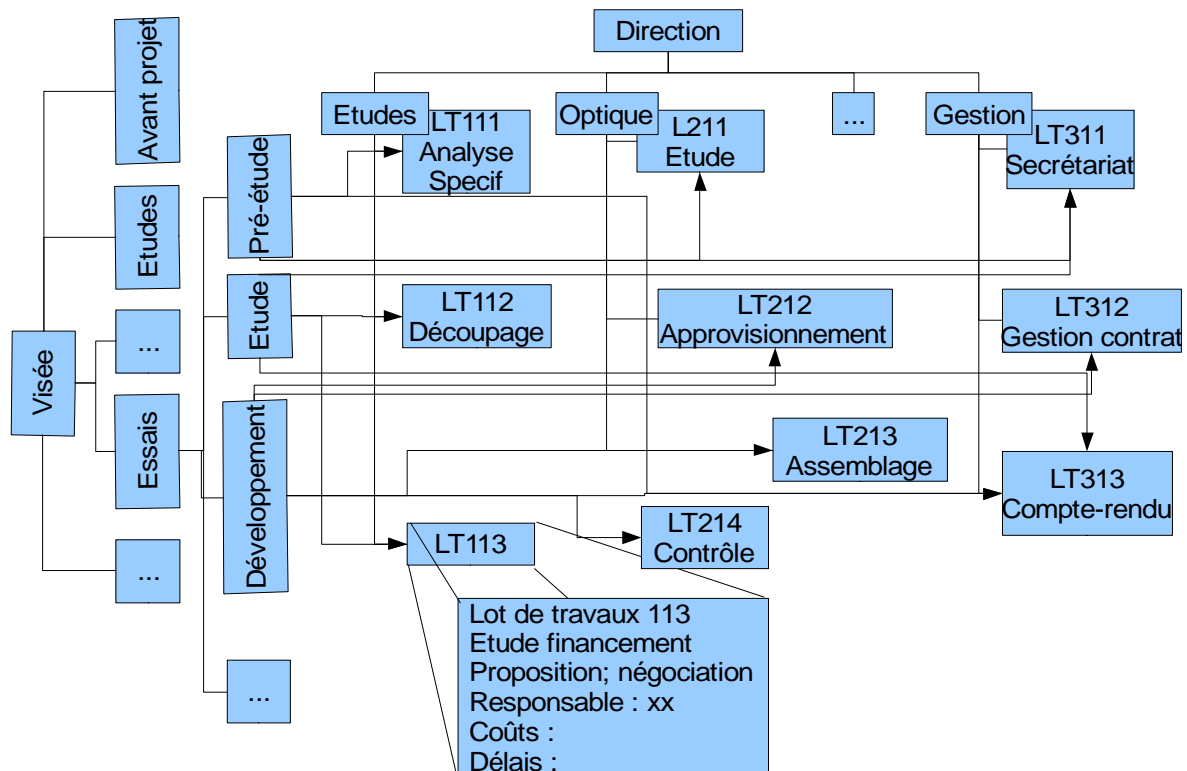 Direction
Avant projet
Etudes
Optique
...
Gestion
LT111
Analyse
Specif
L211
Etude
LT311
Secrétariat
Pré-étude
Etudes
Etude
LT112
Découpage
LT212
Approvisionnement
LT312
Gestion contrat
...
Visée
Essais
Développement
LT213
Assemblage
LT313
Compte-rendu
LT113
LT214
Contrôle
...
Lot de travaux 113
Etude financement
Proposition; négociation
Responsable : xx
Coûts :
Délais :
...